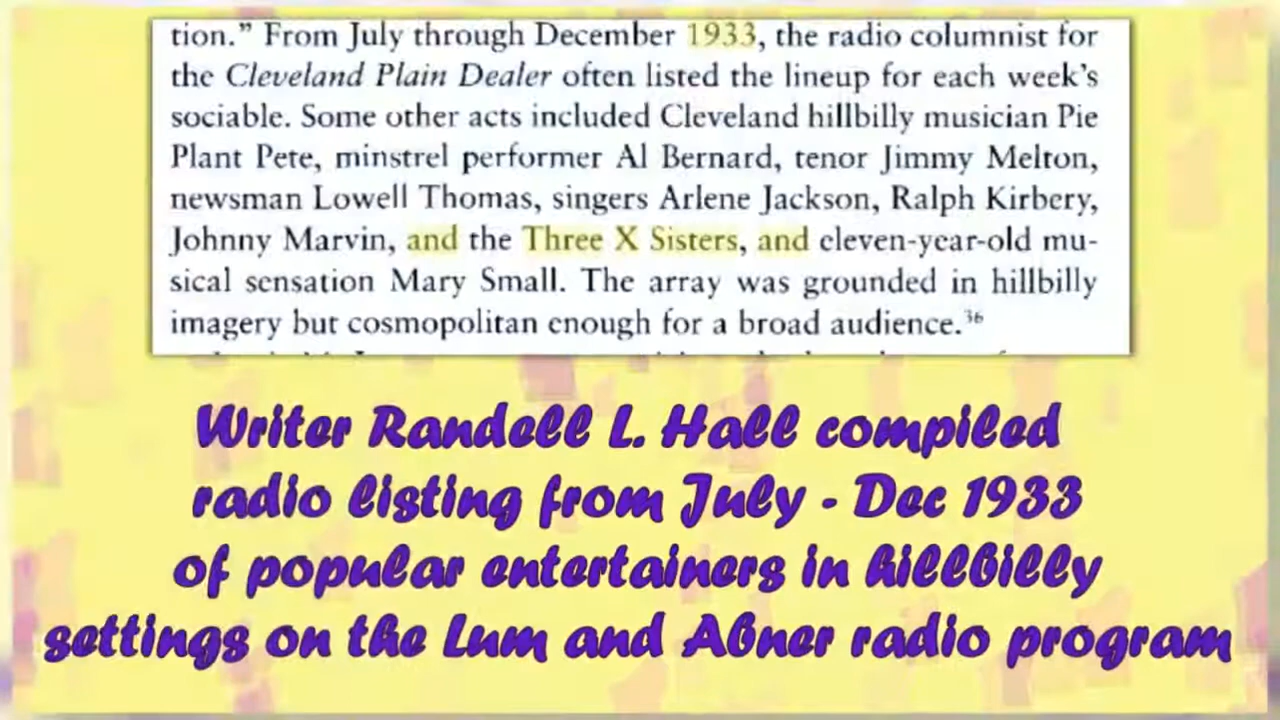 tion.” From July through December 1933, the radio columnist for
the Cleveland Plain Dealer often listed the lineup for each week’s
sociable. Some other acts included Cleveland hillbilly musician Pie
Plant Pete, minstrel performer Al Bernard, tenor Jimmy Melton,
newsman Lowell Thomas, singers Arlene Jackson, Ralph Kirbery,
Johnny Marvin, and the Three X Sisters, and eleven-year-old mu-
sical sensation Mary Small. The array was grounded in hillbilly
imagery but cosmopolitan enough for a broad audience.36
Writer Randell L. Hall compiled
radio listing from July - Dec 1933
of popular entertainers in hillbilly
settings on the Lum and Abner radio program